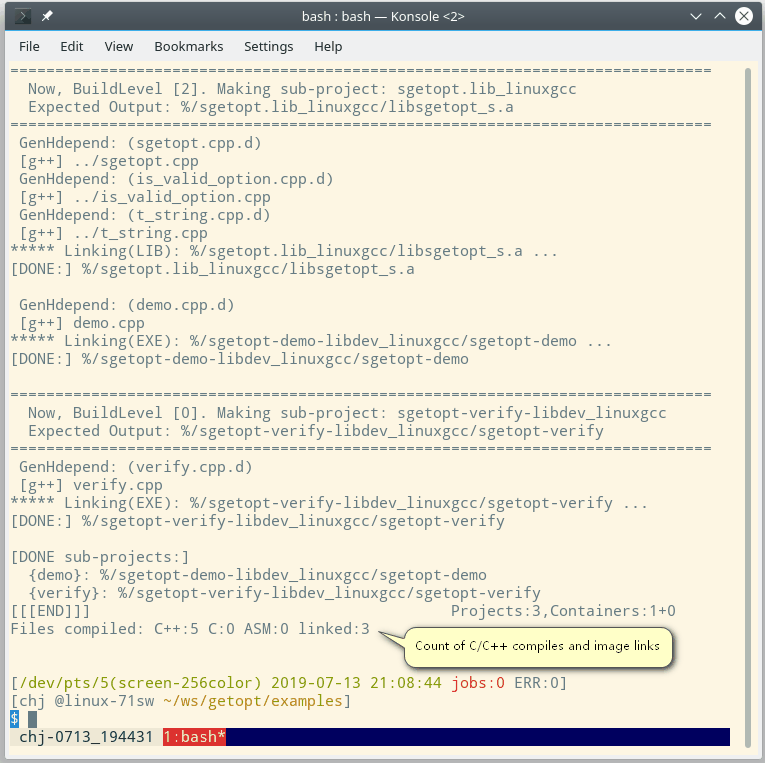 bash : bash — Konsole <2>
File Edit View Bookmarks Settings Help
==============================================================================
Now, BuildLevel [2]. Making sub-project: sgetopt.lib_linuxgcc
Expected Output: %/sgetopt.lib_linuxgcc/libsgetopt_s.a
==============================================================================
GenHdepend: (sgetopt.cpp.d)
[g++] ../sgetopt.cpp
GenHdepend: (is_valid_option.cpp.d)
[g++] ../is_valid_option.cpp
GenHdepend: (t_string.cpp.d)
[g++] ../t_string.cpp
***** Linking(LIB): %/sgetopt.lib_linuxgcc/libsgetopt_s.a ...
[DONE:] %/sgetopt.lib_linuxgcc/libsgetopt_s.a
GenHdepend: (demo.cpp.d)
[g++] demo.cpp
***** Linking(EXE): %/sgetopt-demo-libdev_linuxgcc/sgetopt-demo ...
[DONE:] %/sgetopt-demo-libdev_linuxgcc/sgetopt-demo
==============================================================================
Now, BuildLevel [0]. Making sub-project: sgetopt-verify-libdev_linuxgcc
Expected Output: %/sgetopt-verify-libdev_linuxgcc/sgetopt-verify
==============================================================================
GenHdepend: (verify.cpp.d)
[g++] verify.cpp
***** Linking(EXE): %/sgetopt-verify-libdev_linuxgcc/sgetopt-verify ...
[DONE:] %/sgetopt-verify-libdev_linuxgcc/sgetopt-verify
[DONE sub-projects:]
{demo}: %/sgetopt-demo-libdev_linuxgcc/sgetopt-demo
{verify}: %/sgetopt-verify-libdev_linuxgcc/sgetopt-verify
[[[END]]] Projects:3,Containers:1+0
Files compiled: C++:5 C:0 ASM:0 linked:3
Count of C/C++ compiles and image links
[/dev/pts/5(screen-256color) 2019-07-13 21:08:44 jobs:0 ERR:0]
[chj @linux-71sw ~/ws/getopt/examples]
$
chj-0713_194431 1:bash*